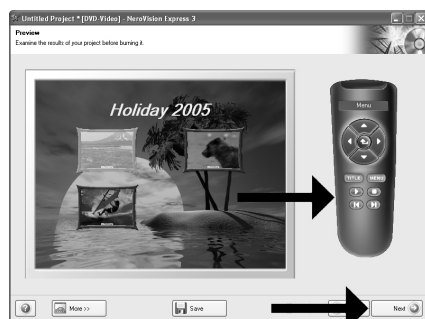 Untitled Project *[DVD-Video] - NeroVision Express 3
Preview
Examine the results of your project before burning it.
Holiday 2005
Menu
TITLE MENU
More >>
Save
Next